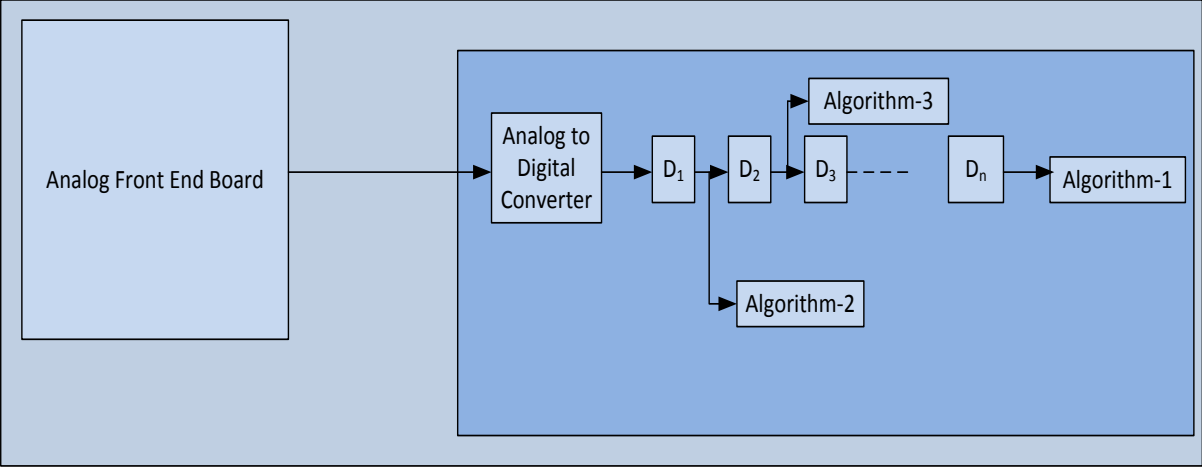 Analog Front End Board
Analog to
Digital
Converter
D₁
D₂
D₃
Dₙ
Algorithm-3
Algorithm-1
Algorithm-2